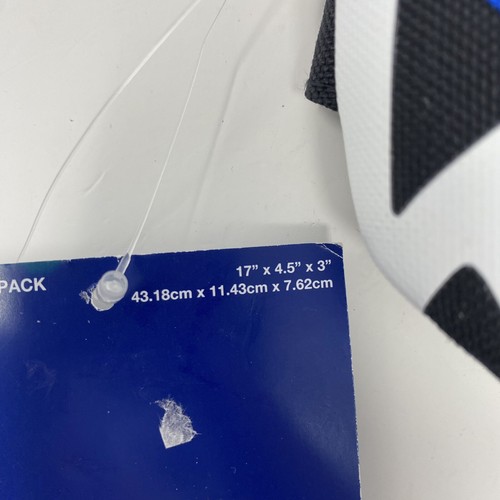 PACK
17" x 4.5" x 3"
43.18cm x 11.43cm x 7.62cm